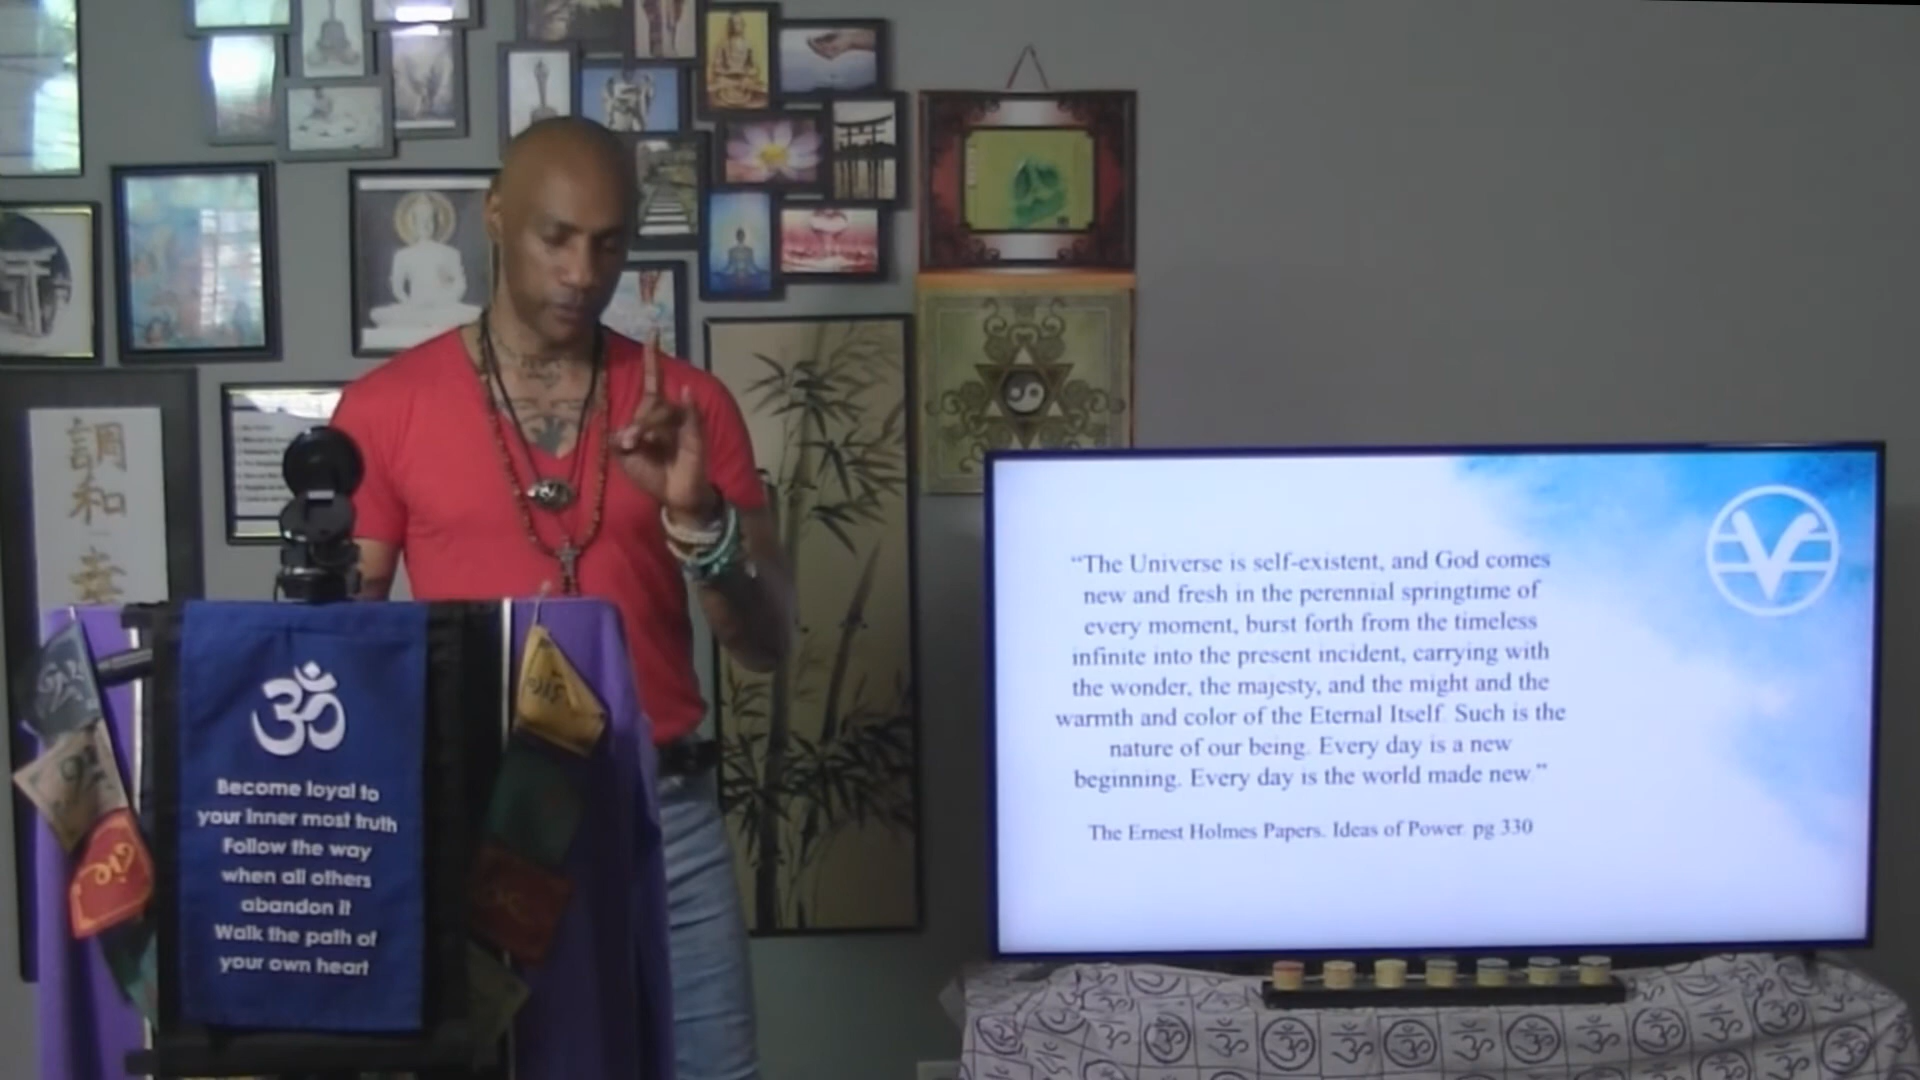 調
和
幸
Become loyal to
your inner most truth
Follow the way
when all others
abandon it
Walk the path of
your own heart
“The Universe is self-existent, and God comes
new and fresh in the perennial springtime of
every moment, burst forth from the timeless
infinite into the present incident, carrying with
the wonder, the majesty, and the might and the
warmth and color of the Eternal Itself. Such is the
nature of our being. Every day is a new
beginning. Every day is the world made new.”
The Ernest Holmes Papers. Ideas of Power. pg 330